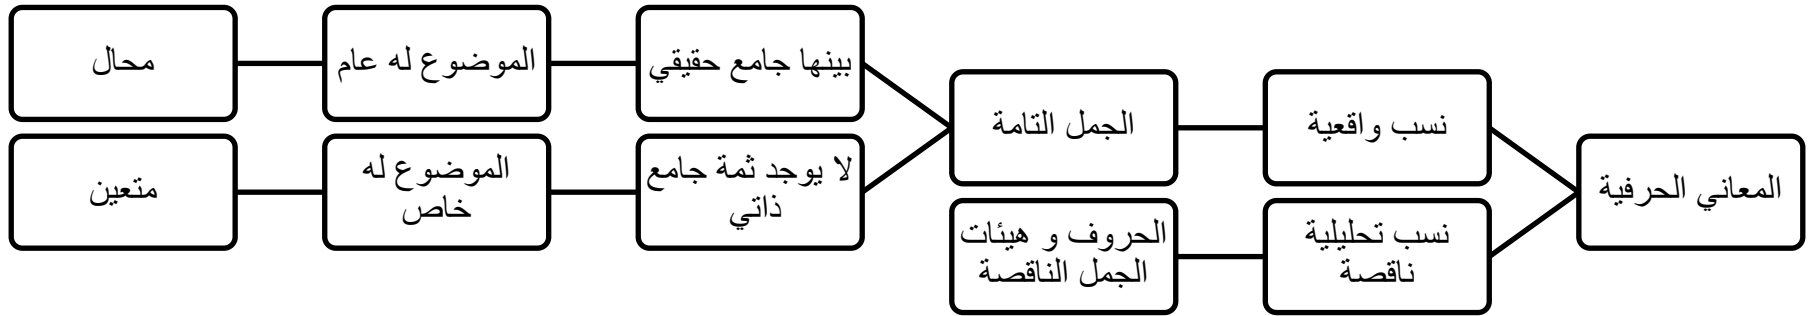 المعاني الحرفية
نسب واقعية
الجمل التامة
بينها جامع حقيقي
الموضوع له عام
محال
لا يوجد ثمة جامع
ذاتي
الموضوع له
خاص
متعين
نسب تحليلية
ناقصة
الحروف و هيئات
الجمل الناقصة